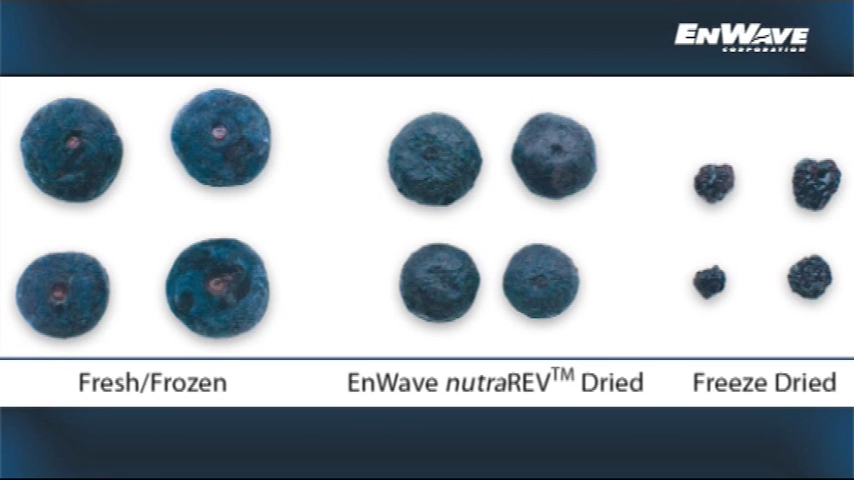 EnWave
CORPORATION
Fresh/Frozen
EnWave nutraREV™ Dried
Freeze Dried